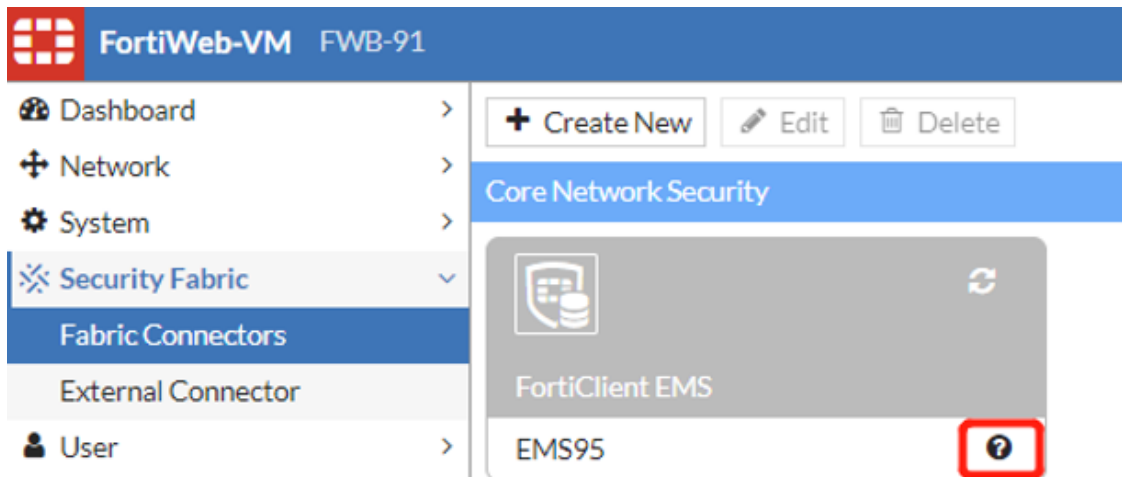 FortiWeb-VM FWB-91
Dashboard
Network
System
Security Fabric
Fabric Connectors
External Connector
User
+ Create New Edit Delete
Core Network Security
FortiClient EMS
EMS95